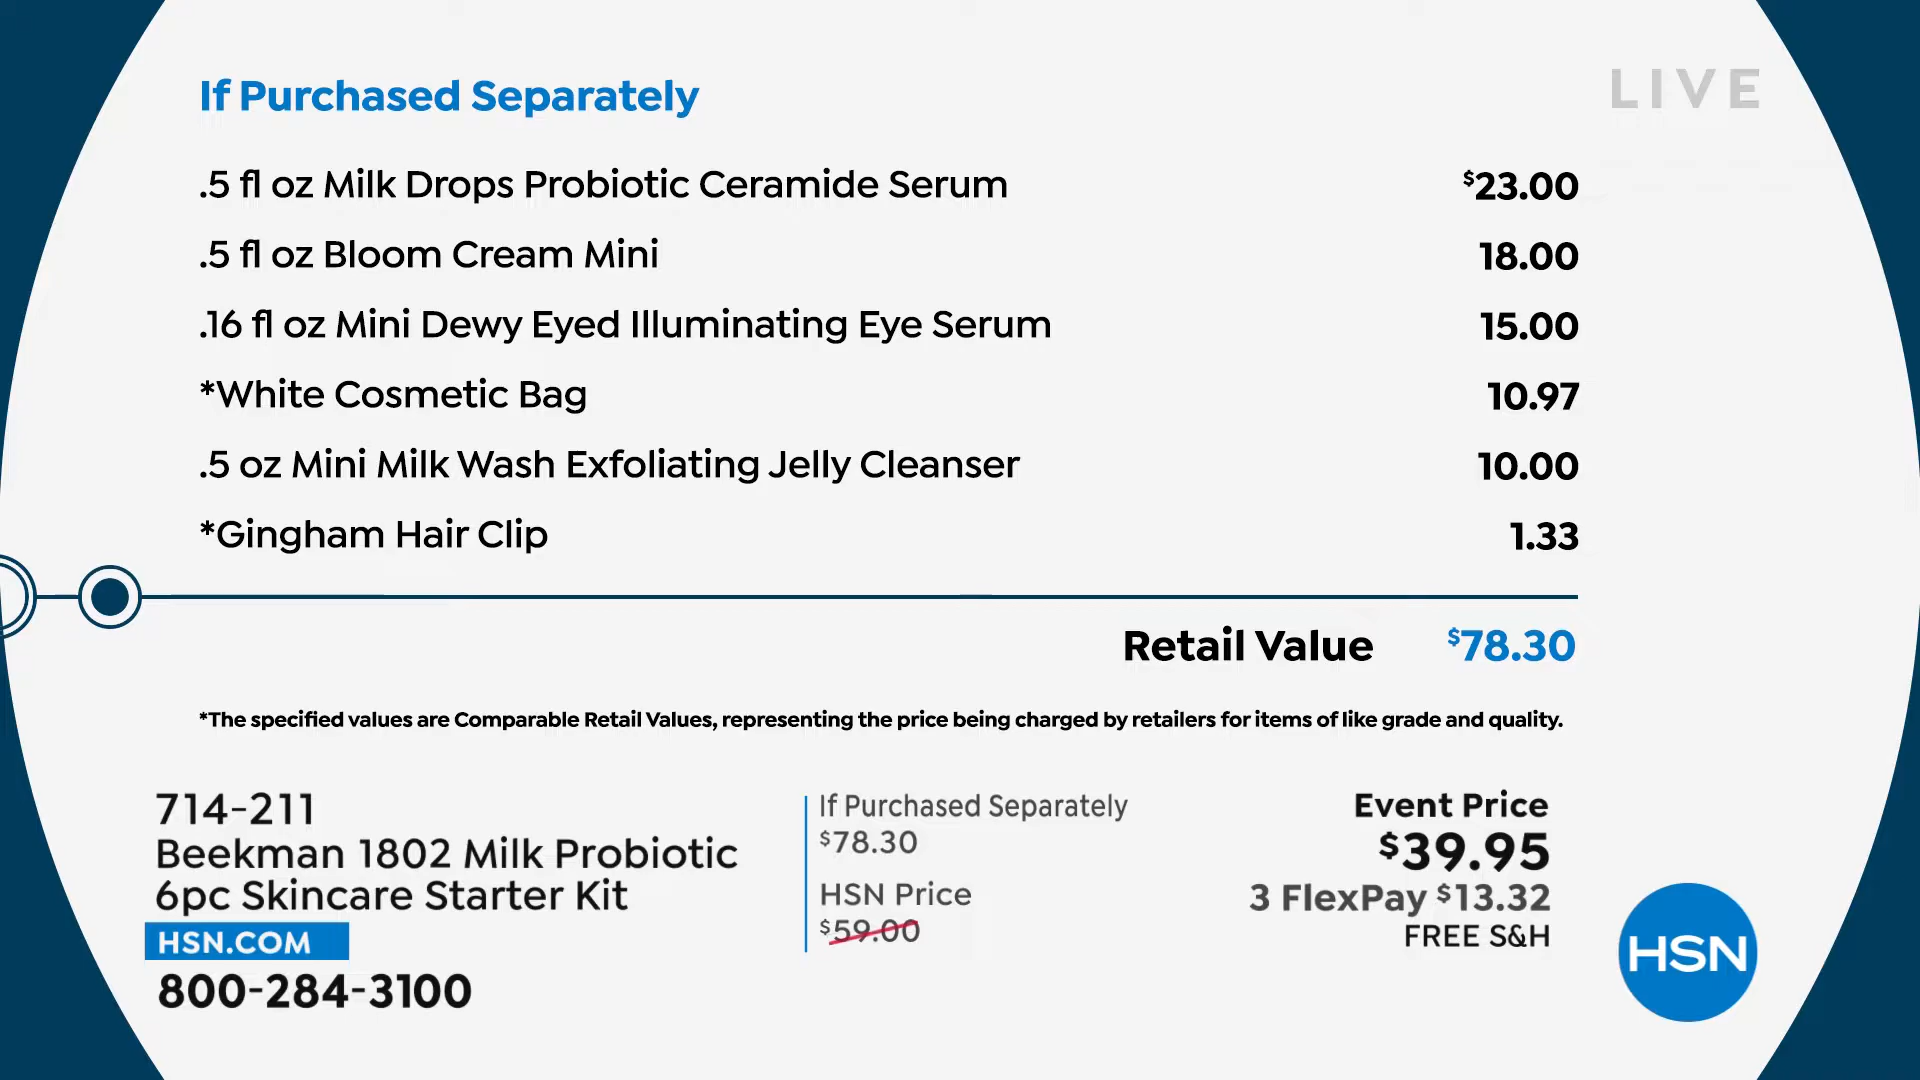 If Purchased Separately
LIVE
.5 fl oz Milk Drops Probiotic Ceramide Serum $23.00
.5 fl oz Bloom Cream Mini 18.00
.16 fl oz Mini Dewy Eyed Illuminating Eye Serum 15.00
*White Cosmetic Bag 10.97
.5 oz Mini Milk Wash Exfoliating Jelly Cleanser 10.00
*Gingham Hair Clip 1.33
Retail Value $78.30
*The specified values are Comparable Retail Values, representing the price being charged by retailers for items of like grade and quality.
714-211
Beekman 1802 Milk Probiotic
6pc Skincare Starter Kit
HSN.COM
800-284-3100
If Purchased Separately
$78.30
HSN Price
$59.00
Event Price
$39.95
3 FlexPay $13.32
FREE S&H
HSN